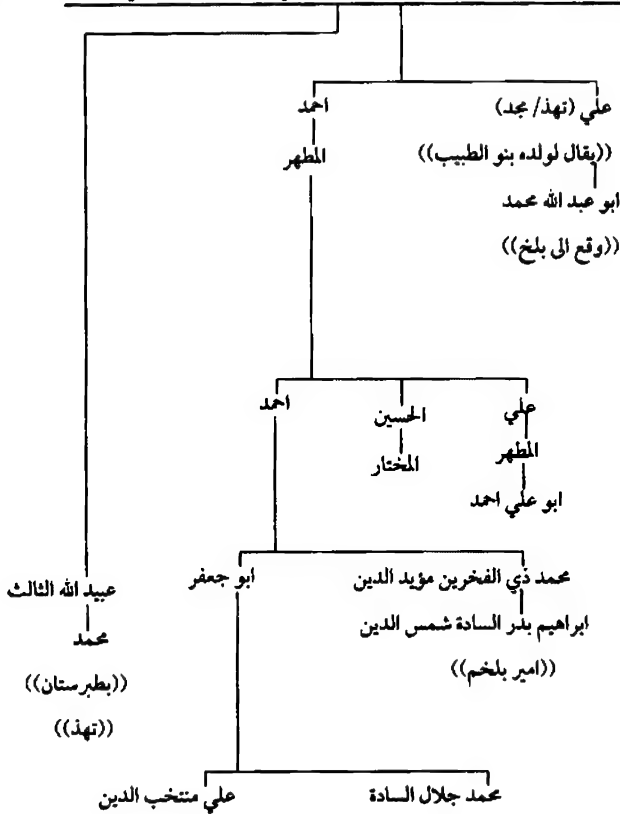 علي (تهذ/مجد)
احمد
((يقال لولده بنو الطبيب))
المطهر
ابو عبد الله محمد
((وقع الى بلخ))
علي
الحسين
احمد
المطهر
المختار
ابو علي احمد
محمد ذي الفخرين مؤيد الدين
ابو جعفر
عبيد الله الثالث
ابراهيم بدر السادة شمس الدين
محمد
((امير بلخم))
((بطبرستان))
((تهذ))
محمد جلال السادة
علي منتخب الدين